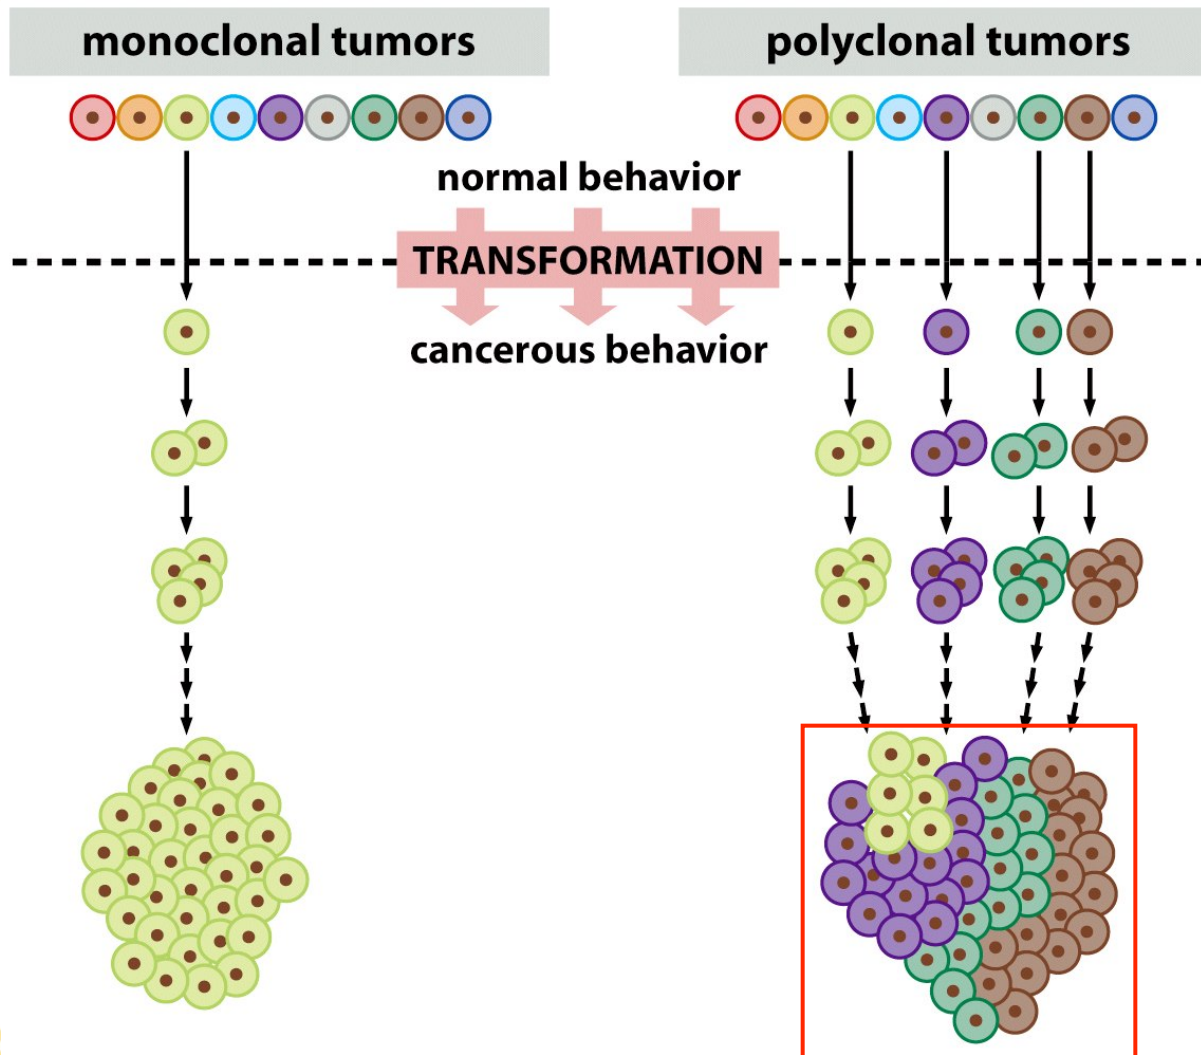 monoclonal tumors
polyclonal tumors
normal behavior
TRANSFORMATION
cancerous behavior